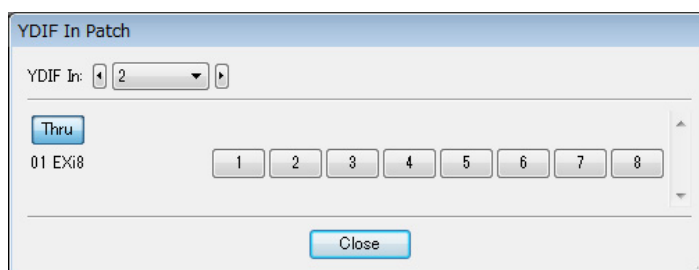 YDIF In Patch
YDIF In: 2
Thru
01 EXi8 1 2 3 4 5 6 7 8
Close